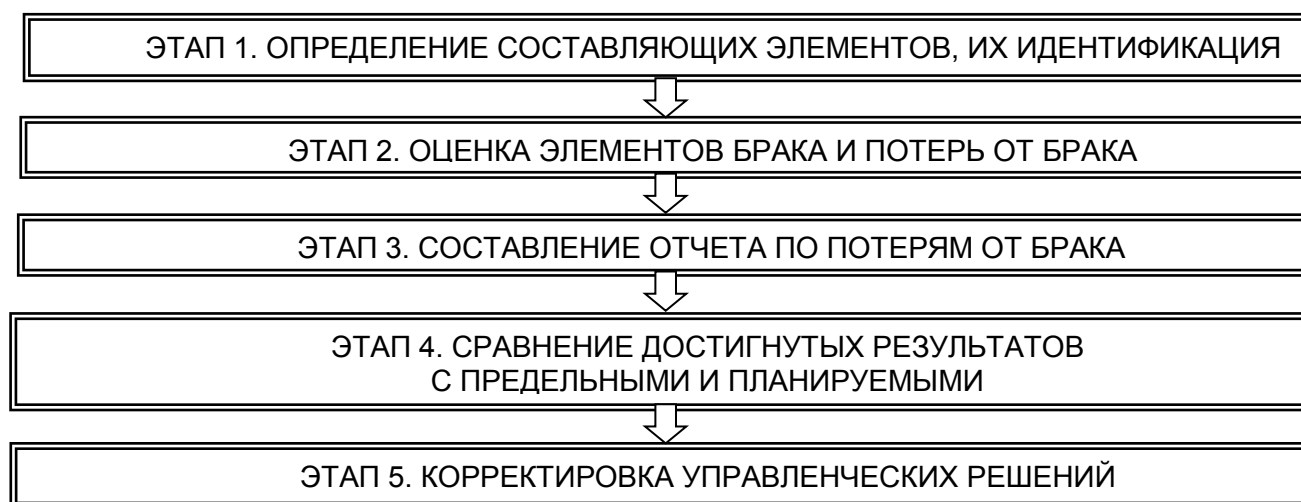 ЭТАП 1. ОПРЕДЕЛЕНИЕ СОСТАВЛЯЮЩИХ ЭЛЕМЕНТОВ, ИХ ИДЕНТИФИКАЦИЯ
ЭТАП 2. ОЦЕНКА ЭЛЕМЕНТОВ БРАКА И ПОТЕРЬ ОТ БРАКА
ЭТАП 3. СОСТАВЛЕНИЕ ОТЧЕТА ПО ПОТЕРЯМ ОТ БРАКА
ЭТАП 4. СРАВНЕНИЕ ДОСТИГНУТЫХ РЕЗУЛЬТАТОВ
С ПРЕДЕЛЬНЫМИ И ПЛАНИРУЕМЫМИ
ЭТАП 5. КОРРЕКТИРОВКА УПРАВЛЕНЧЕСКИХ РЕШЕНИЙ